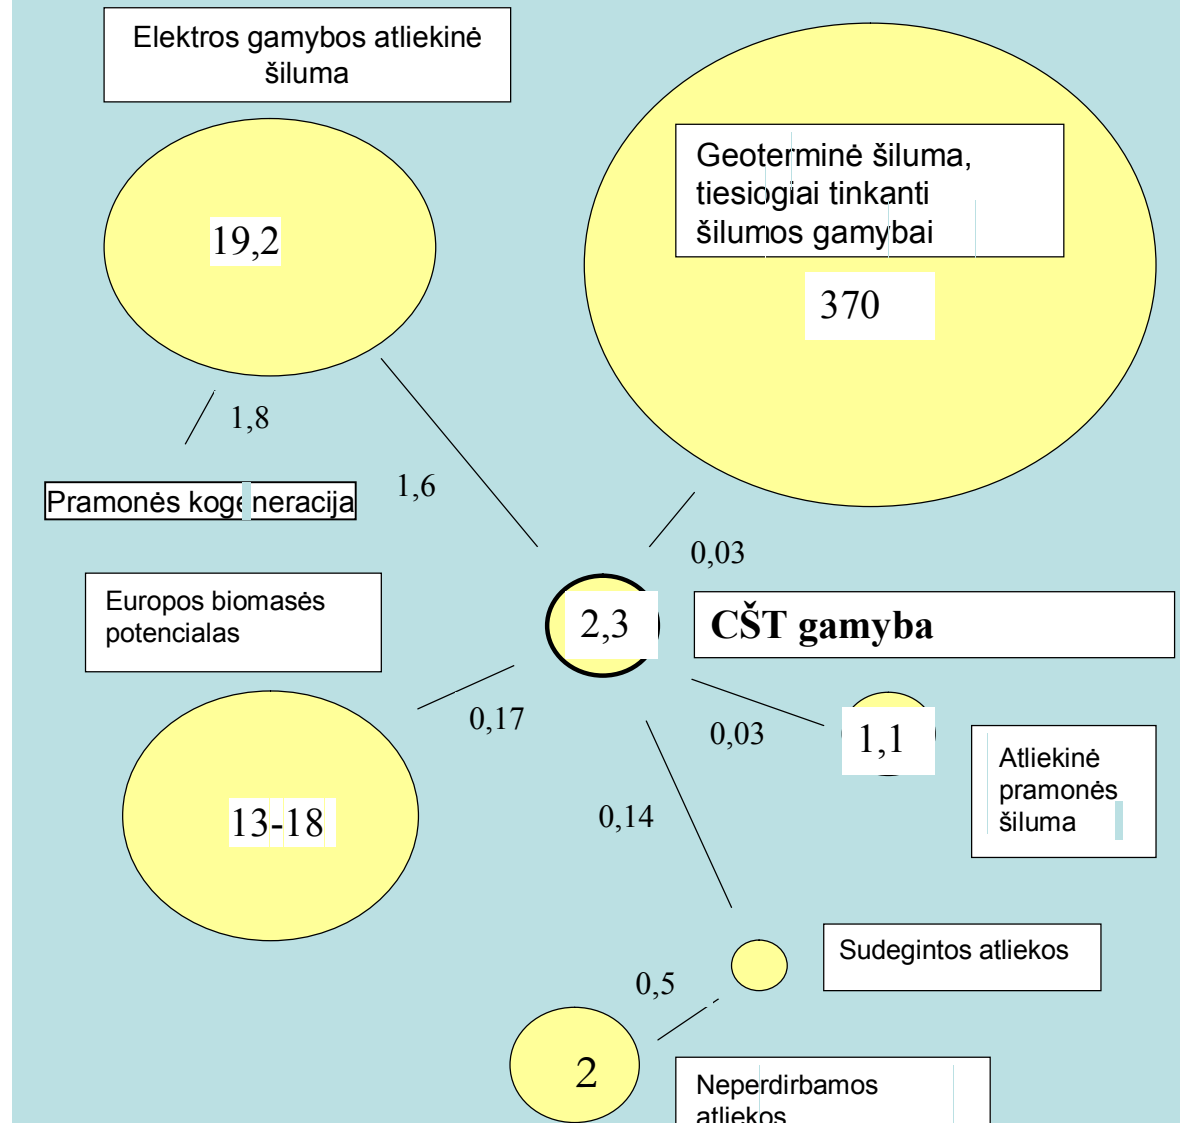 Elektros gamybos atliekinė
šiluma
19,2
Geoterminė šiluma,
tiesiogiai tinkanti
šilumos gamybai
370
1,8
1,6
Pramonės kogeneracija
0,03
Europos biomasės
potencialas
2,3
CŠT gamyba
0,17
0,03
1,1
Atliekinė
pramonės
šiluma
13-18
0,14
Sudegintos atliekos
0,5
2
Neperdirbamos
atliekos